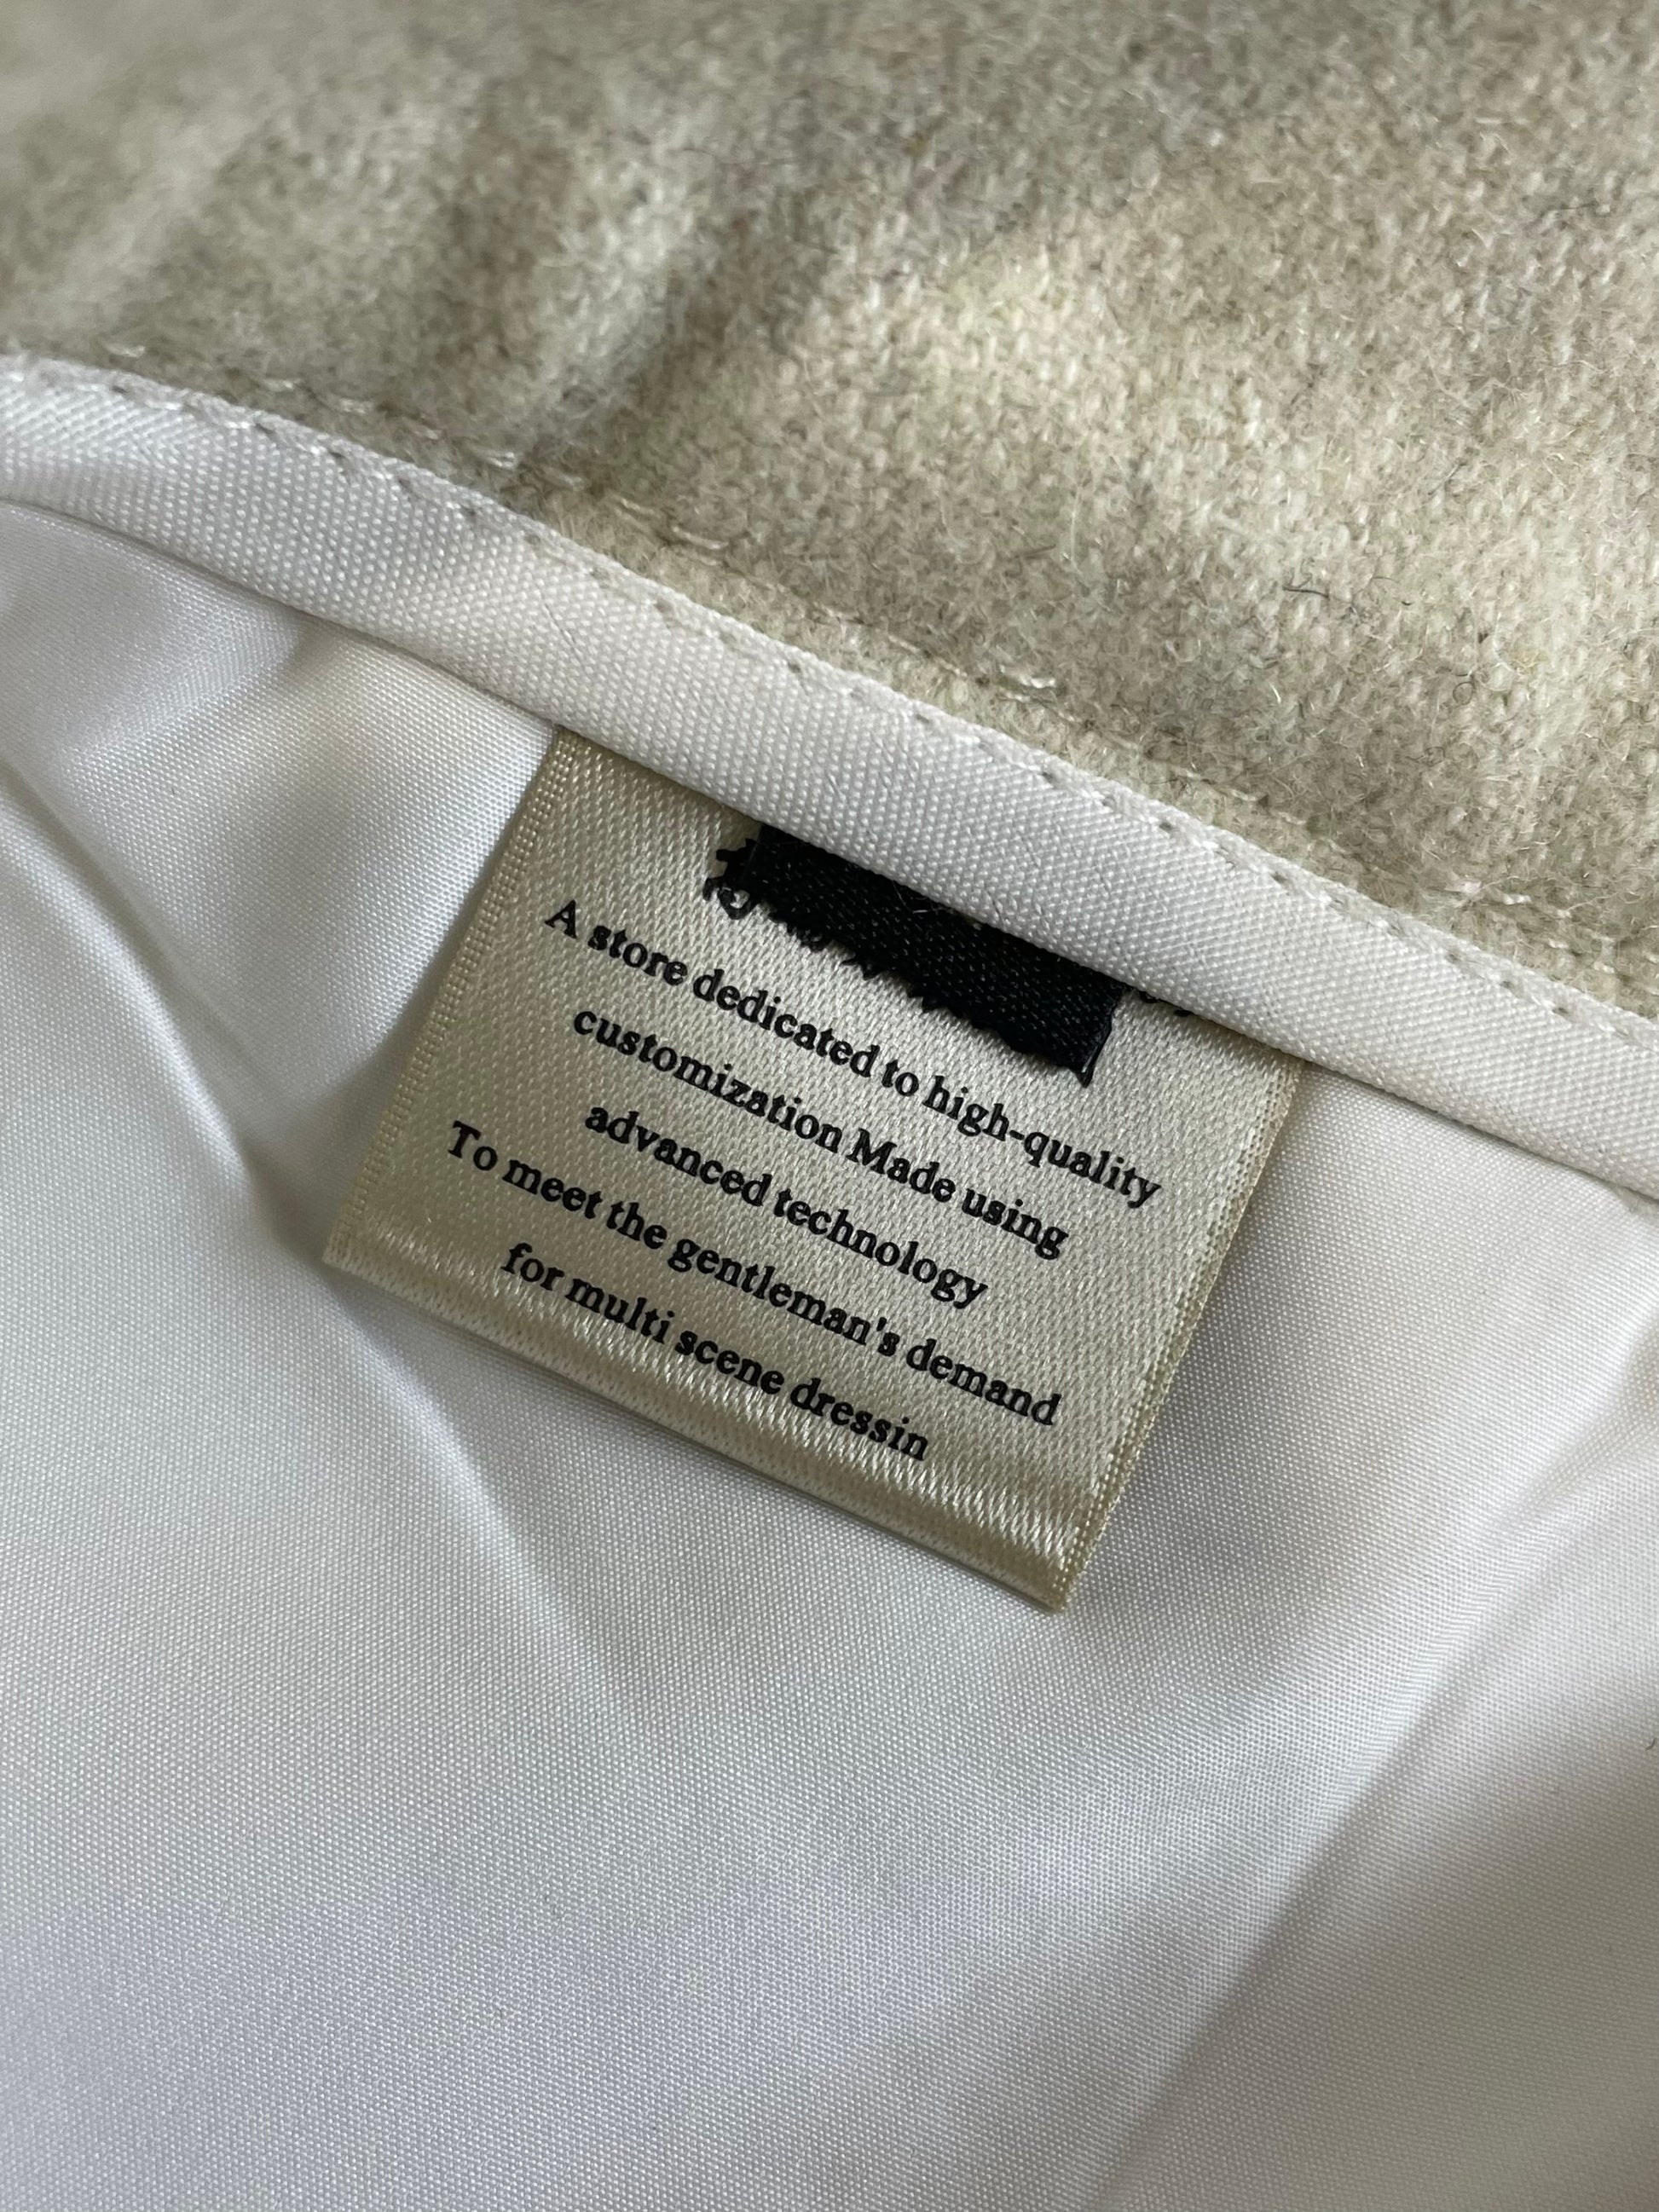 A store dedicated to high-quality
customization Made using
advanced technology
To meet the gentleman's demand
for multi scene dressin